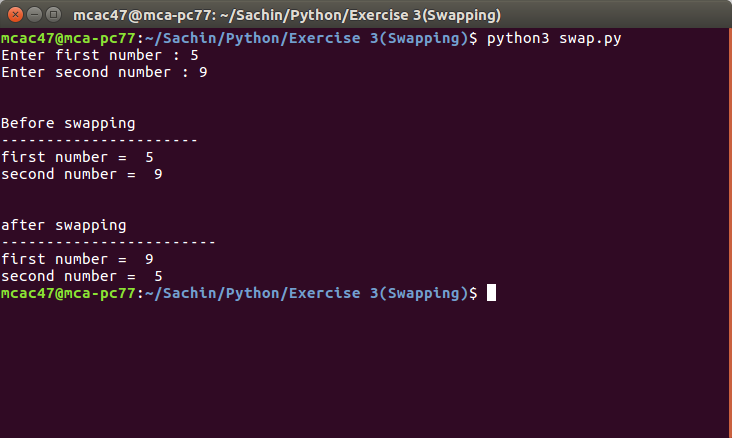 mcac47@mca-pc77: ~/Sachin/Python/Exercise 3(Swapping)
mcac47@mca-pc77:~/Sachin/Python/Exercise 3(Swapping)$ python3 swap.py
Enter first number : 5
Enter second number : 9
Before swapping
----------------------
first number =  5
second number =  9
after swapping
------------------------
first number =  9
second number =  5
mcac47@mca-pc77:~/Sachin/Python/Exercise 3(Swapping)$